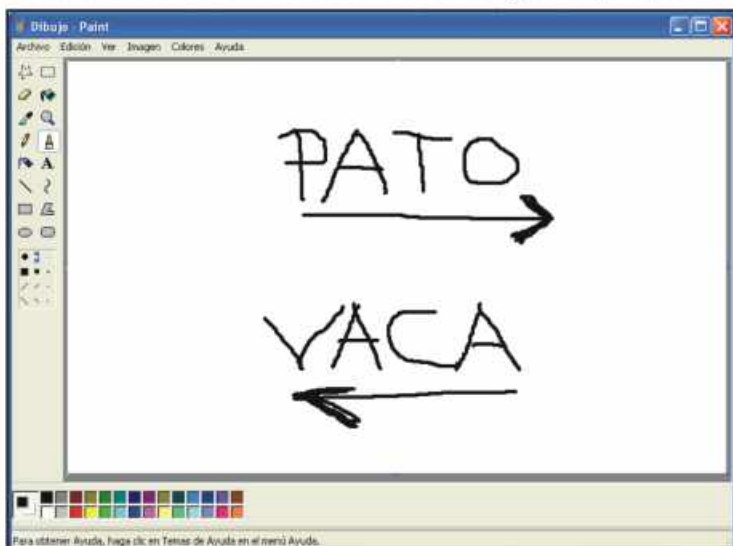 Dibujo - Paint
Archivo Edición Ver Imagen Colores Ayuda
A
PATO
VACA
Para obtener Ayuda, haga clic en Temas de Ayuda en el menú Ayuda.